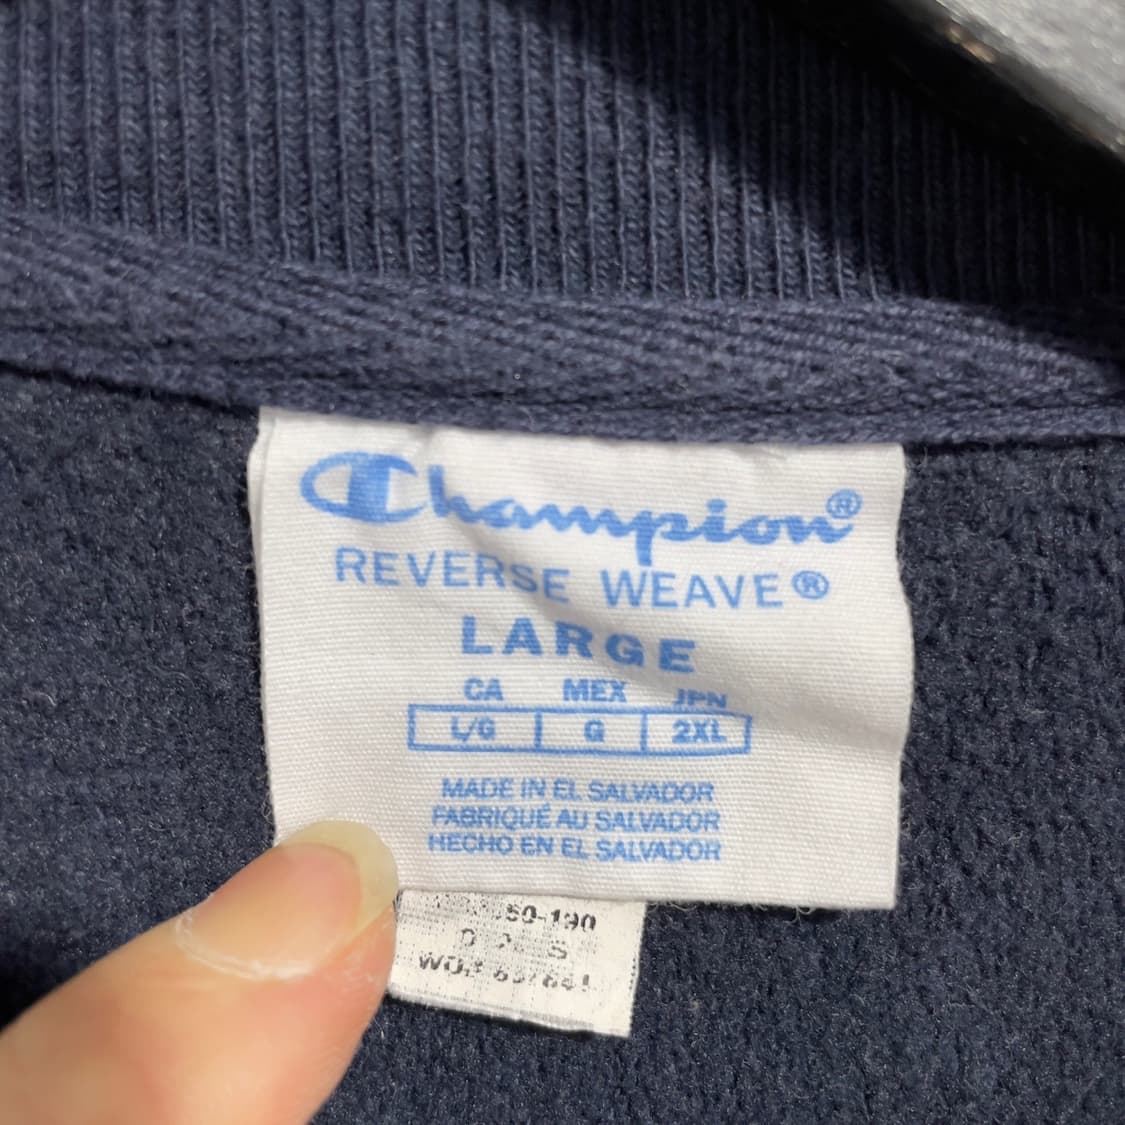 Champion®
REVERSE WEAVE®
LARGE
CA MEX JPN
L/G G 2XL
MADE IN EL SALVADOR
FABRIQUÉ AU SALVADOR
HECHO EN EL SALVADOR